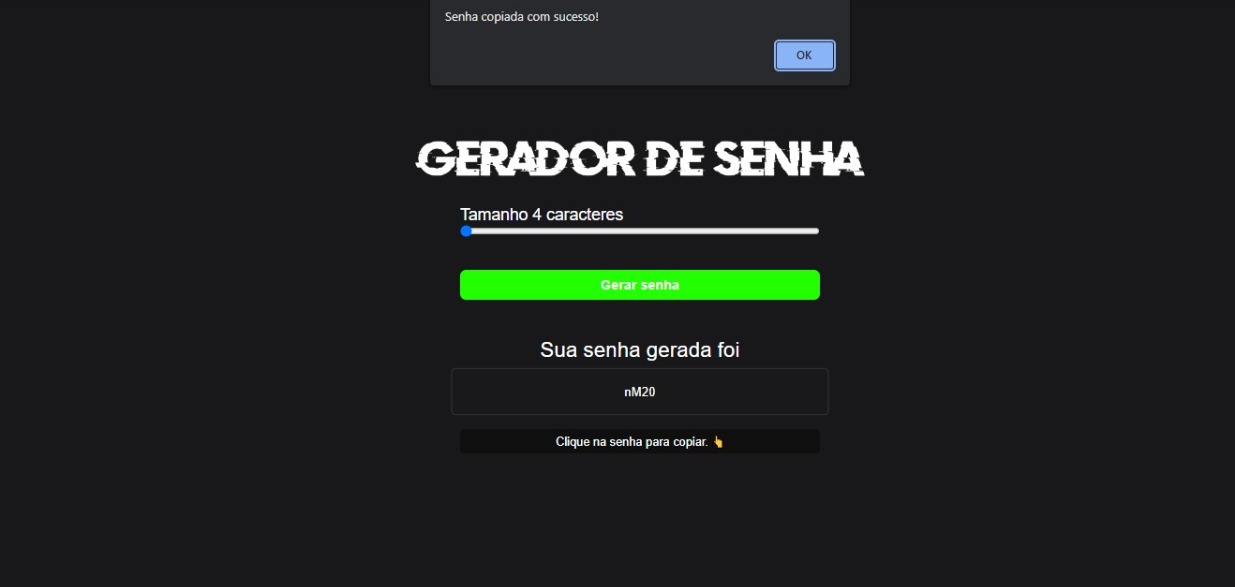 Senha copiada com sucesso!
OK
GERADOR DE SENHA
Tamanho 4 caracteres
Gerar senha
Sua senha gerada foi
nM20
Clique na senha para copiar. 👆